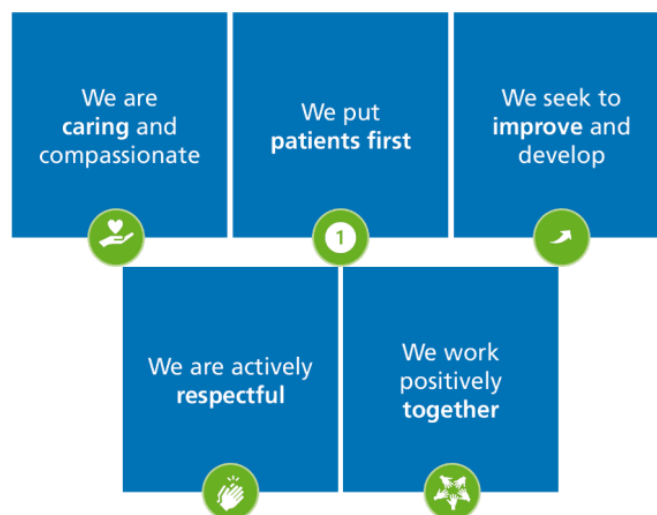 We are
caring and
compassionate
We put
patients first
We seek to
improve and
develop
1
We are actively
respectful
We work
positively
together